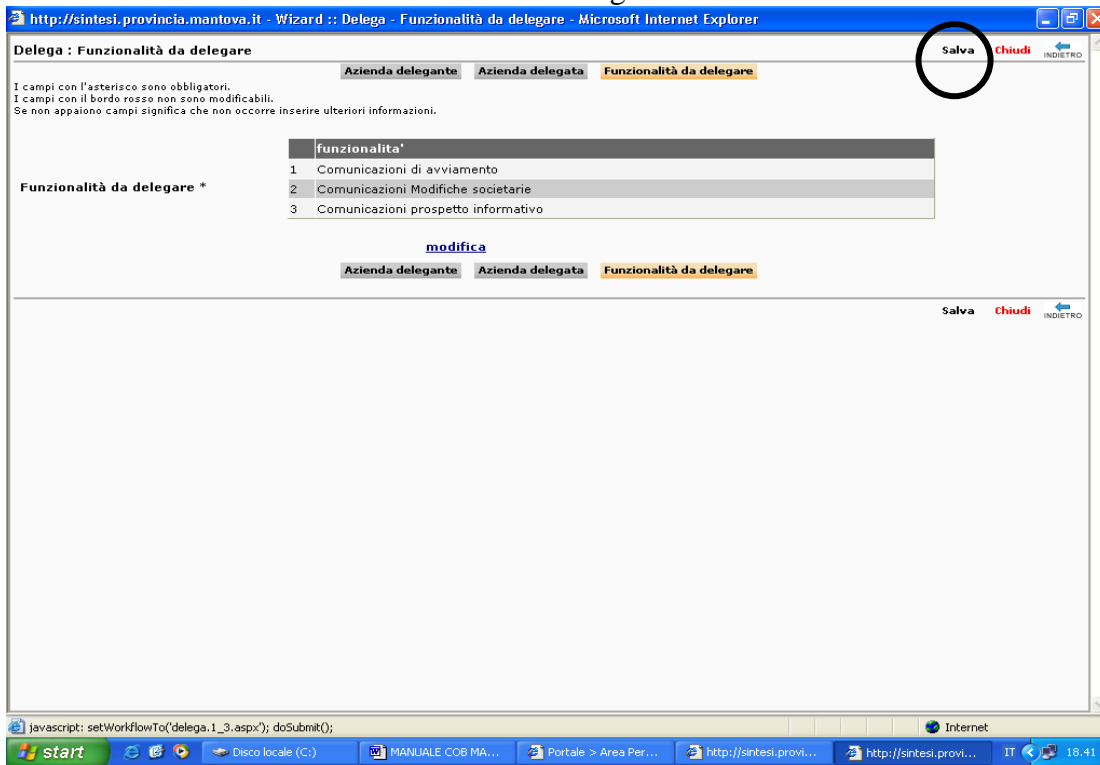 http://sintesi.provincia.mantova.it - Wizard :: Delega - Funzionalità da delegare - Microsoft Internet Explorer
Delega : Funzionalità da delegare
Salva Chiudi INDIETRO
Azienda delegante Azienda delegata Funzionalità da delegare
I campi con l'asterisco sono obbligatori.
I campi con il bordo rosso non sono modificabili.
Se non appaiono campi significa che non occorre inserire ulteriori informazioni.
funzionalita'
1 Comunicazioni di avviamento
Funzionalità da delegare *
2 Comunicazioni Modifiche societarie
3 Comunicazioni prospetto informativo
modifica
Azienda delegante Azienda delegata Funzionalità da delegare
Salva Chiudi INDIETRO
javascript: setWorkflowTo('delega.1_3.aspx'); doSubmit();
Internet
start Disco locale (C:) MANUALE COB MA... Portale > Area Per... http://sintesi.provi... http://sintesi.provi... IT 18.41